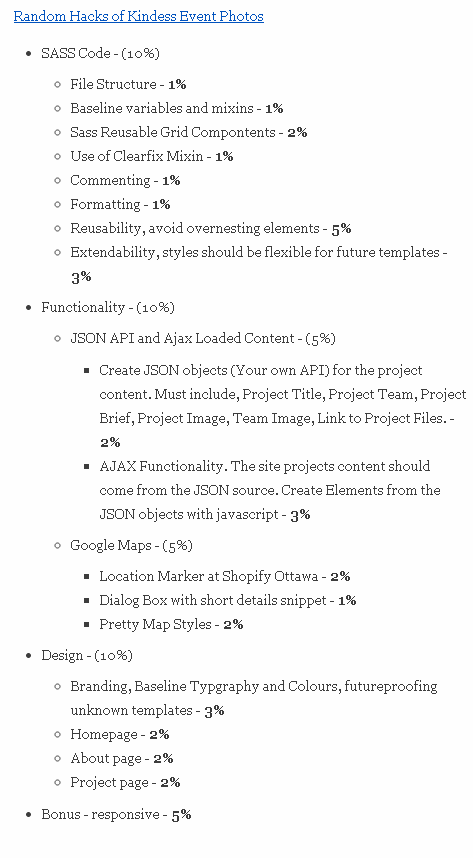 Random Hacks of Kindess Event Photos
SASS Code - (10%)
File Structure - 1%
Baseline variables and mixins - 1%
Sass Reusable Grid Compontents - 2%
Use of Clearfix Mixin - 1%
Commenting - 1%
Formatting - 1%
Reusability, avoid overnesting elements - 5%
Extendability, styles should be flexible for future templates -
3%
Functionality - (10%)
JSON API and Ajax Loaded Content - (5%)
Create JSON objects (Your own API) for the project
content. Must include, Project Title, Project Team, Project
Brief, Project Image, Team Image, Link to Project Files. -
2%
AJAX Functionality. The site projects content should
come from the JSON source. Create Elements from the
JSON objects with javascript - 3%
Google Maps - (5%)
Location Marker at Shopify Ottawa - 2%
Dialog Box with short details snippet - 1%
Pretty Map Styles - 2%
Design - (10%)
Branding, Baseline Typgraphy and Colours, futureproofing
unknown templates - 3%
Homepage - 2%
About page - 2%
Project page - 2%
Bonus - responsive - 5%